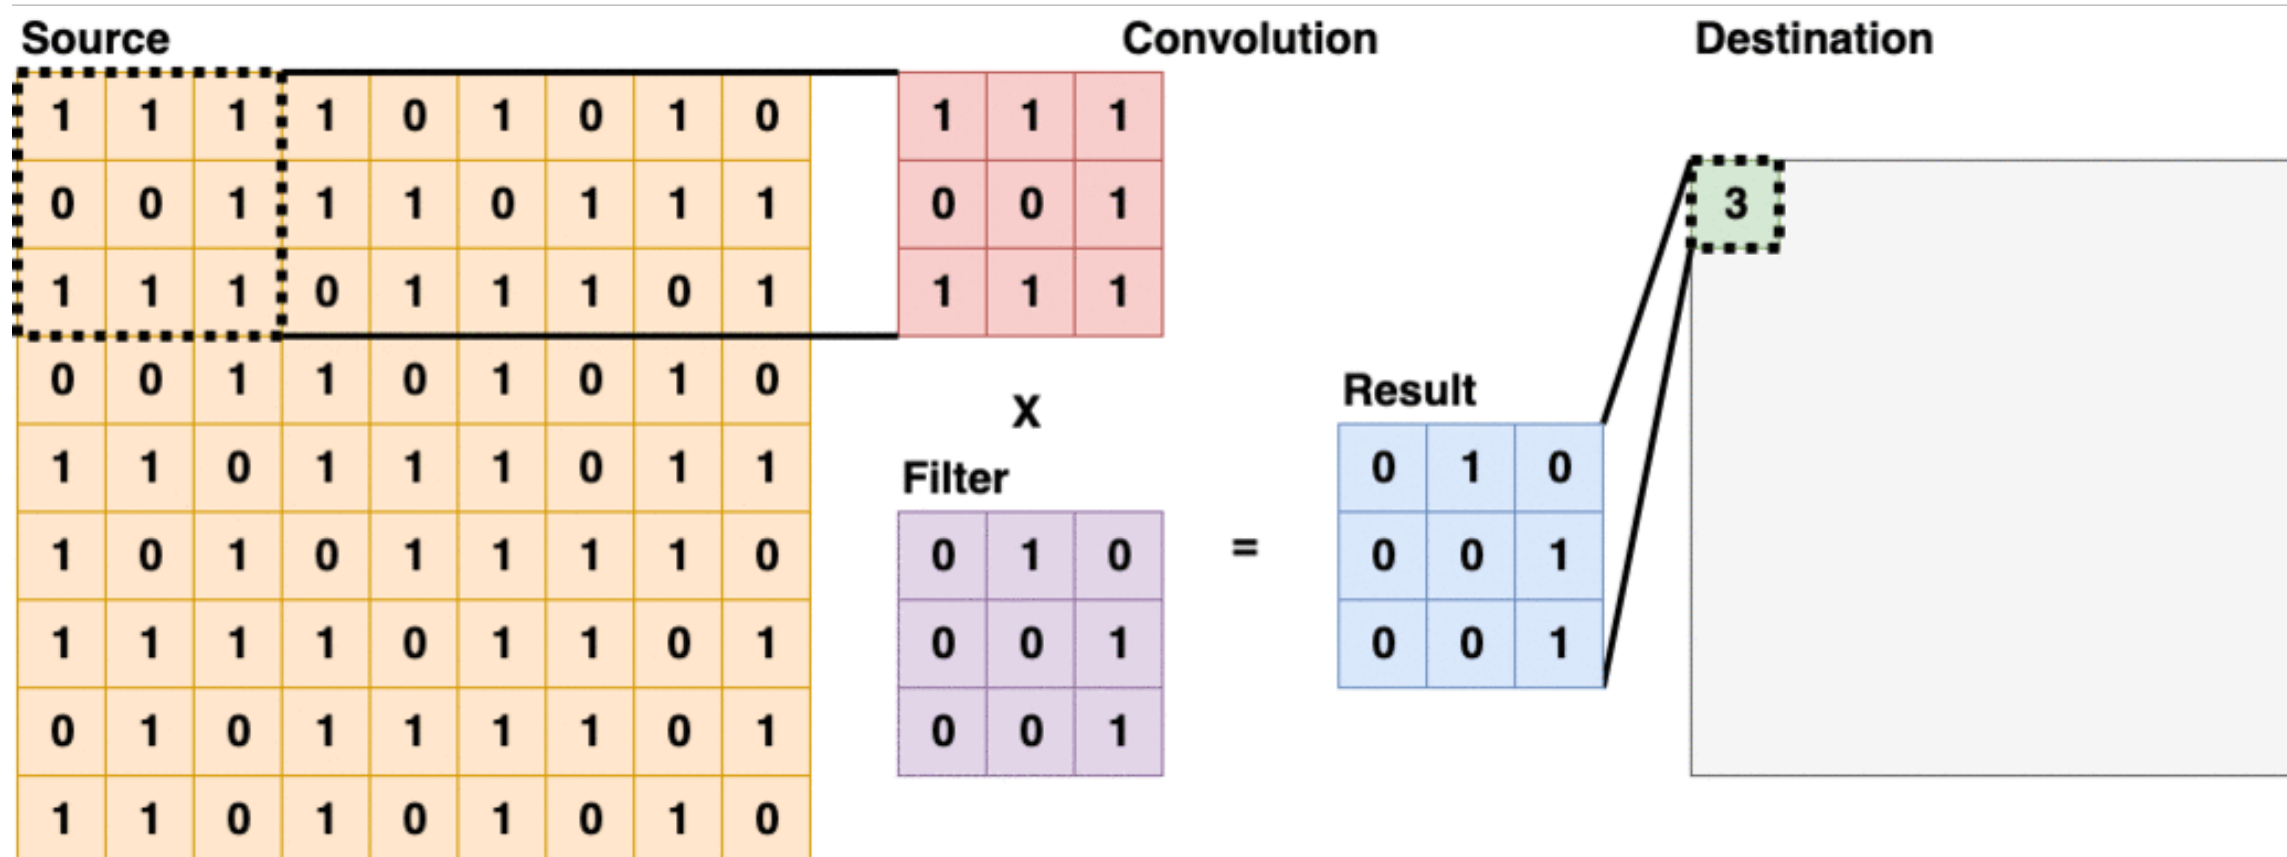 Source Convolution Destination
1 1 1 1 0 1 0 1 0 1 1 1
0 0 1 1 1 0 1 1 1 0 0 1 3
1 1 1 0 1 1 1 0 1 1 1 1
0 0 1 1 0 1 0 1 0 Result
X
1 1 0 1 1 1 0 1 1 Filter 0 1 0
1 0 1 0 1 1 1 1 0 0 1 0 = 0 0 1
1 1 1 1 0 1 1 0 1 0 0 1 0 0 1
0 1 0 1 1 1 1 0 1 0 0 1
1 1 0 1 0 1 0 1 0